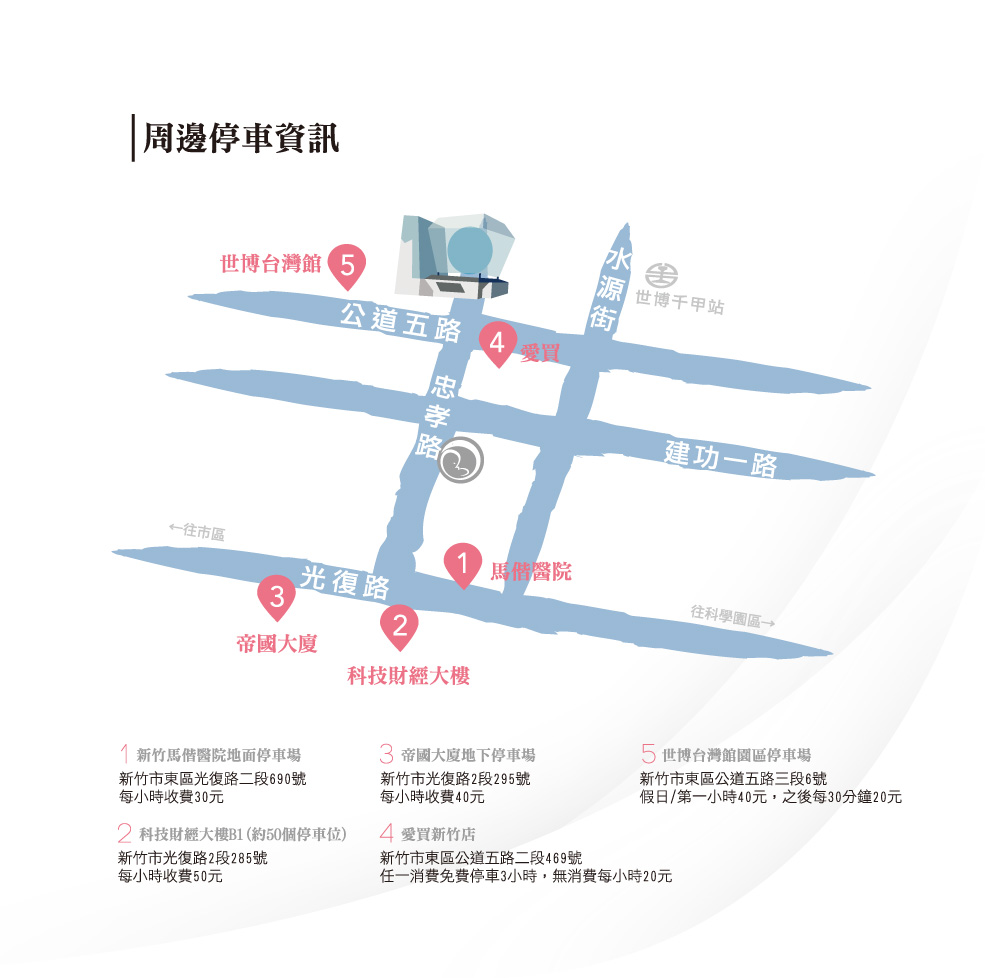 周邊停車資訊
世博台灣館
5
水源街
世博千甲站
公道五路
4
愛買
忠孝路
建功一路
←往市區
光復路
1
馬偕醫院
3
往科學園區→
2
帝國大廈
科技財經大樓
1 新竹馬偕醫院地面停車場
新竹市東區光復路二段690號
每小時收費30元
2 科技財經大樓B1(約50個停車位)
新竹市光復路2段285號
每小時收費50元
3 帝國大廈地下停車場
新竹市光復路2段295號
每小時收費40元
4 愛買新竹店
新竹市東區公道五路二段469號
任一消費免費停車3小時，無消費每小時20元
5 世博台灣館園區停車場
新竹市東區公道五路三段6號
假日/第一小時40元，之後每30分鐘20元